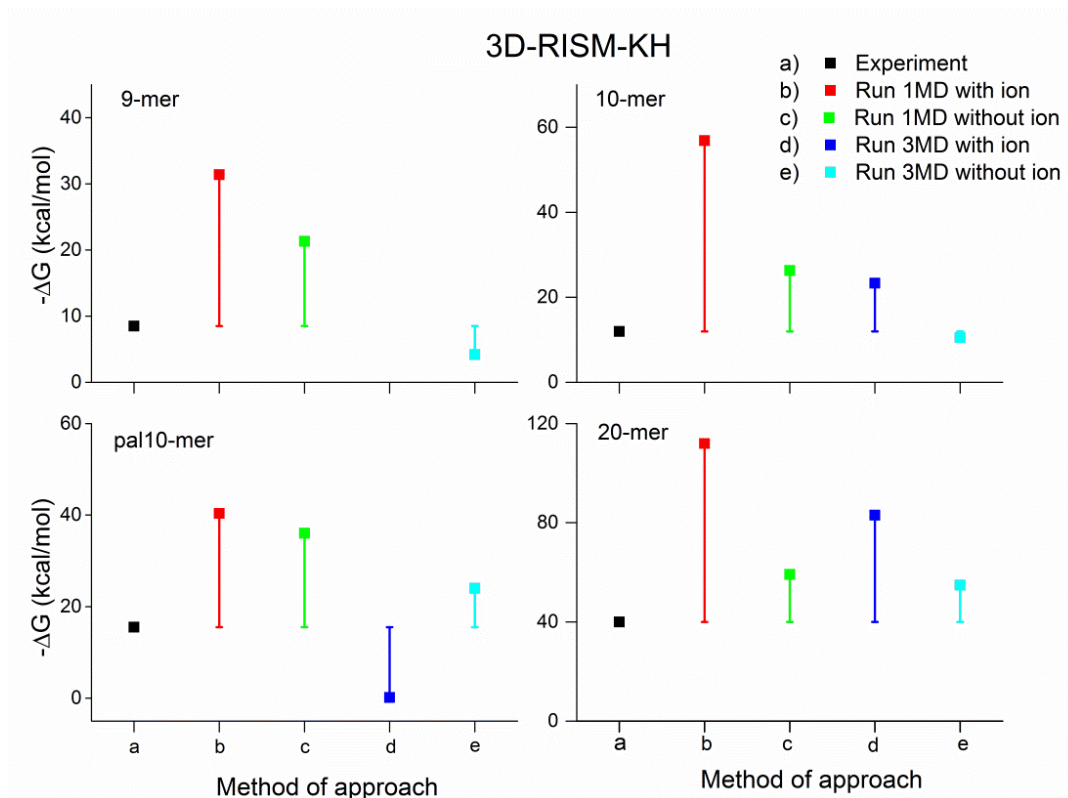 3D-RISM-KH
a) Experiment
b) Run 1MD with ion
c) Run 1MD without ion
d) Run 3MD with ion
e) Run 3MD without ion
9-mer
40
30
20
10
0
-ΔG (kcal/mol)
10-mer
60
40
20
0
pal10-mer
60
40
20
0
-ΔG (kcal/mol)
a b c d e
Method of approach
20-mer
120
80
40
0
a b c d e
Method of approach